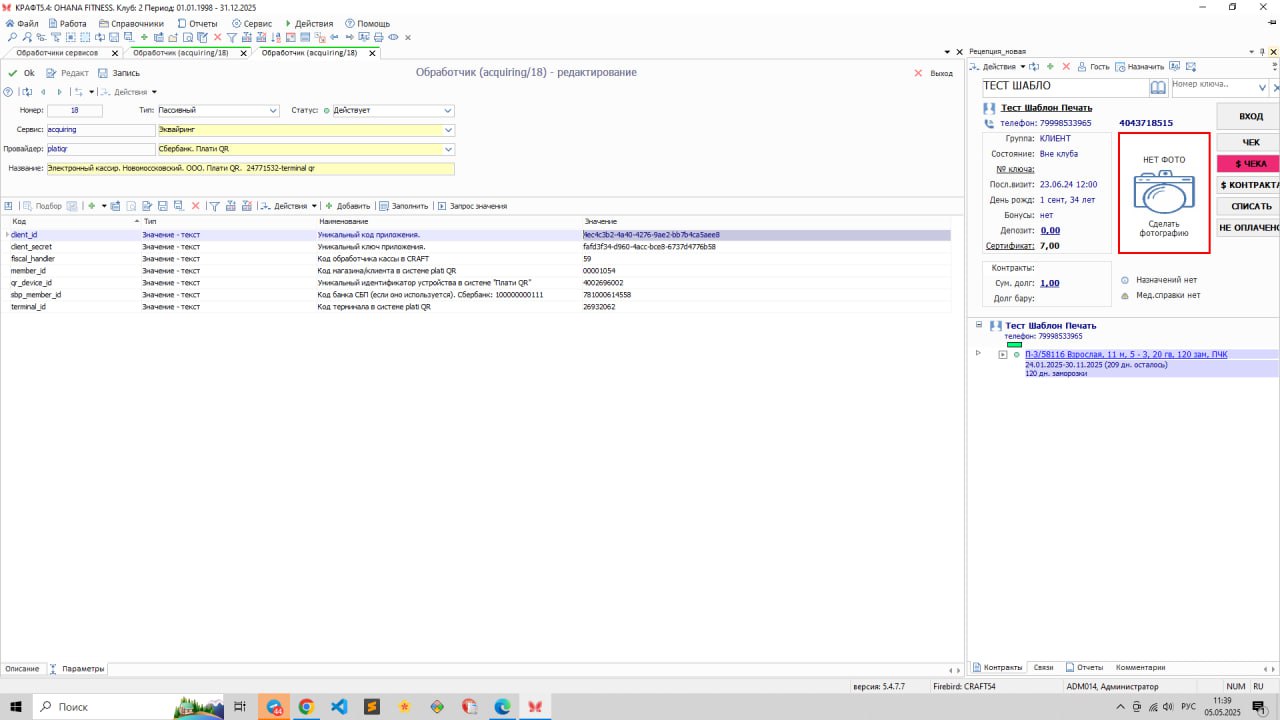 КРАФТ5.4: OHANA FITNESS. Клуб: 2 Период: 01.01.1998 - 31.12.2025
Файл Работа Справочники Отчеты Сервис Действия Помощь
Обработчики сервисов Обработчик (acquiring/18) Обработчик (acquiring/18)
Ok Редакт Запись Обработчик (acquiring/18) - редактирование Выход
Действия
Номер: 18 Тип: Пассивный Статус: Действует
Сервис: acquiring Эквайринг
Провайдер: platiqr Сбербанк. Плати QR
Название: Электронный кассир. Новомоссковский. ООО. Плати QR. 24771532-terminal qr
Подбор Действия Добавить Заполнить Запрос значения
Код Тип Наименование Значение
client_id Значение - текст Уникальный код приложения. 4ec4c3b2-4a40-4276-9ae2-bb7b4ca5aee8
client_secret Значение - текст Уникальный ключ приложения. fafd3f34-d960-4acc-bce8-6737d4776b58
fiscal_handler Значение - текст Код обработчика кассы в CRAFT 59
member_id Значение - текст Код магазина/клиента в системе plati QR 00001054
qr_device_id Значение - текст Уникальный идентификатор устройства в системе "Плати QR" 4002696002
sbp_member_id Значение - текст Код банка СБП (если оно используется). Сбербанк: 100000000111 781000614558
terminal_id Значение - текст Код терминала в системе plati QR 26932062
Описание Параметры
Рецепция_новая
Действия Гость Назначить
ТЕСТ ШАБЛО Номер ключа..
Тест Шаблон Печать
телефон: 79998533965 4043718515
Группа: КЛИЕНТ
Состояние: Вне клуба
№ ключа:
Посл.визит: 23.06.24 12:00
День рожд: 1 сент, 34 лет
Бонусы: нет
Депозит: 0,00
Сертификат: 7,00
НЕТ ФОТО
Сделать
фотографию
ВХОД
ЧЕК
$ ЧЕКА
$ КОНТРАКТА
СПИСАТЬ
НЕ ОПЛАЧЕНО
Контракты:
Сум. долг: 1,00
Долг бару:
Назначений нет
Мед.справки нет
Тест Шаблон Печать
телефон: 79998533965
П-3/58116 Взрослая, 11 м, 5 - 3, 20 гв, 120 зам, ПЧК
24.01.2025-30.11.2025 (209 дн. осталось)
120 дн. заморозки
Контракты Связи Отчеты Комментарии
версия: 5.4.7.7 Firebird: CRAFT54 ADM014, Администратор NUM RU
Поиск
РУС 11:39
05.05.2025